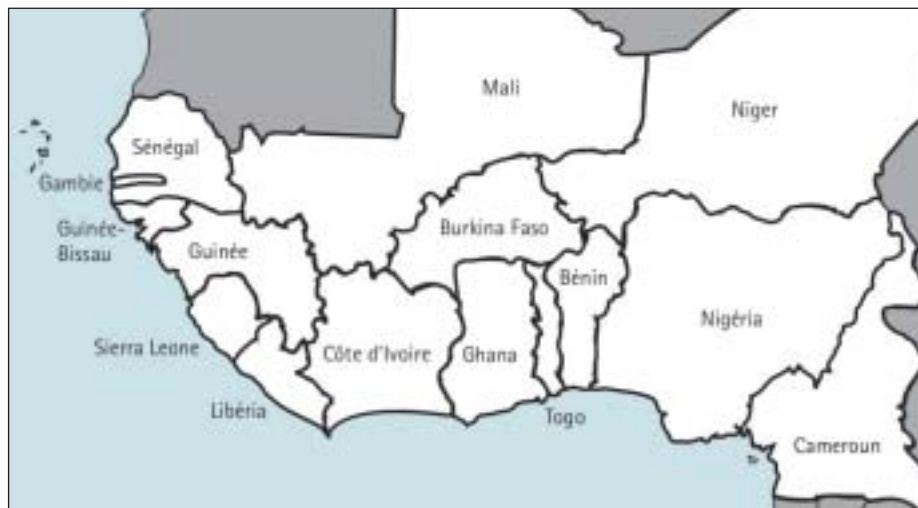 Mali
Niger
Sénégal
Gambie
Guinée-
Bissau
Guinée
Burkina Faso
Bénin
Nigéria
Sierra Leone
Côte d'Ivoire
Ghana
Libéria
Togo
Cameroun